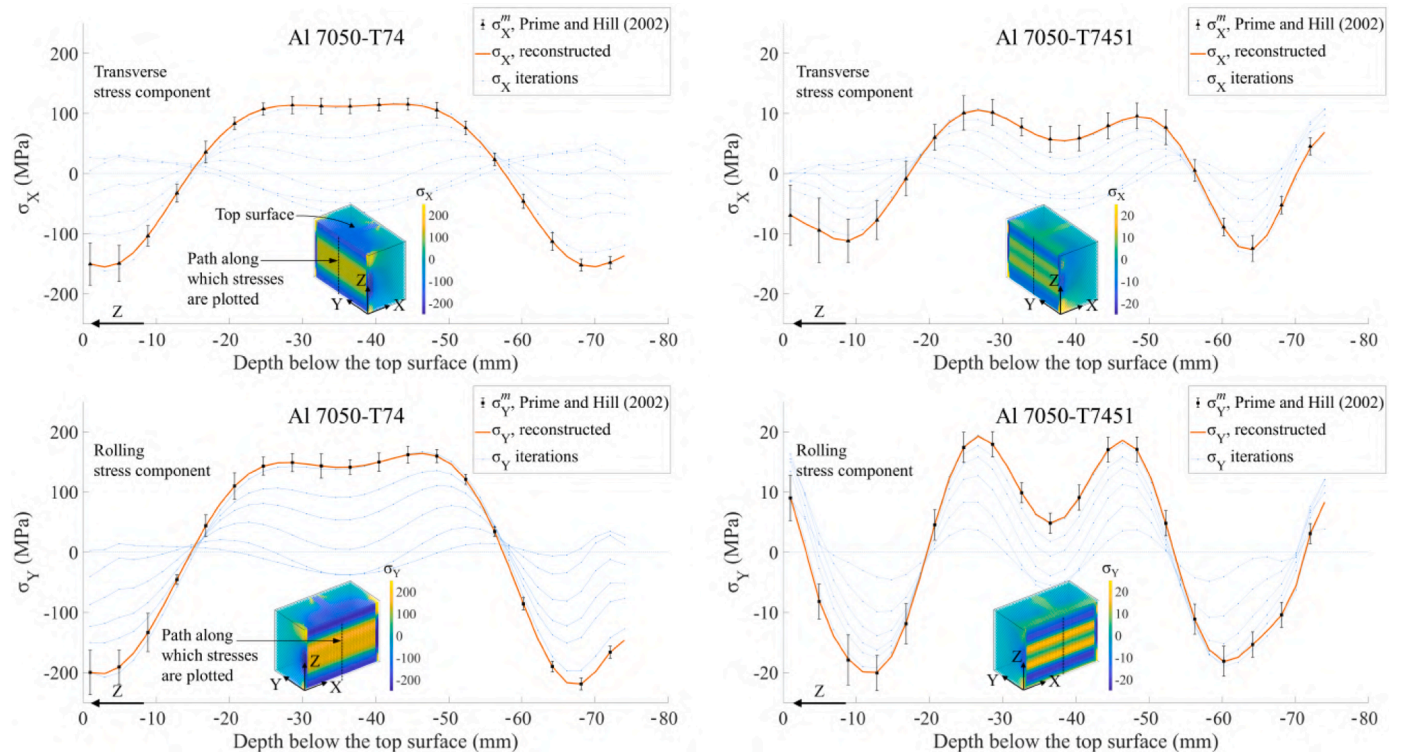 Al 7050-T74
σ_X^m, Prime and Hill (2002)
σ_X, reconstructed
σ_X iterations
Transverse
stress component
200
100
0
-100
-200
σ_X (MPa)
Top surface
Path along
which stresses
are plotted
σ_X
200
100
0
-100
-200
Z
Y
X
Z
0
-10
-20
-30
-40
-50
-60
-70
-80
Depth below the top surface (mm)
Al 7050-T7451
σ_X^m, Prime and Hill (2002)
σ_X, reconstructed
σ_X iterations
Transverse
stress component
20
10
0
-10
-20
σ_X (MPa)
σ_X
20
10
0
-10
-20
Z
Y
X
Z
0
-10
-20
-30
-40
-50
-60
-70
-80
Depth below the top surface (mm)
Al 7050-T74
σ_Y^m, Prime and Hill (2002)
σ_Y, reconstructed
σ_Y iterations
Rolling
stress component
200
100
0
-100
-200
σ_Y (MPa)
Path along
which stresses
are plotted
σ_Y
200
100
0
-100
-200
Z
Y
X
Z
0
-10
-20
-30
-40
-50
-60
-70
-80
Depth below the top surface (mm)
Al 7050-T7451
σ_Y^m, Prime and Hill (2002)
σ_Y, reconstructed
σ_Y iterations
Rolling
stress component
20
10
0
-10
-20
σ_Y (MPa)
σ_Y
20
10
0
-10
-20
Z
Y
X
Z
0
-10
-20
-30
-40
-50
-60
-70
-80
Depth below the top surface (mm)